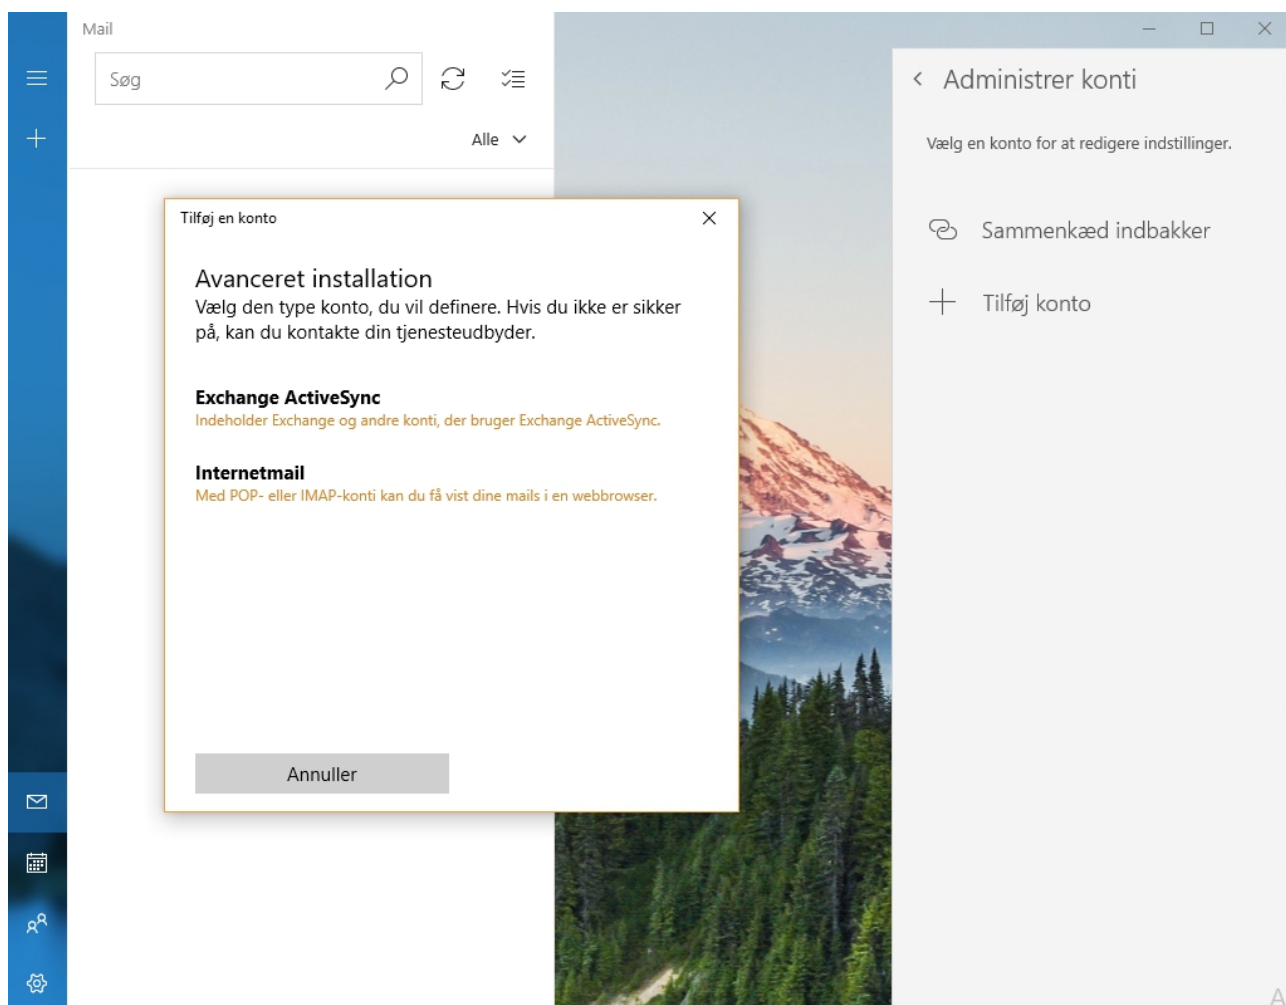 Mail
Søg
Alle
Administrer konti
Vælg en konto for at redigere indstillinger.
Sammenkæd indbakker
Tilføj konto
Tilføj en konto
Avanceret installation
Vælg den type konto, du vil definere. Hvis du ikke er sikker
på, kan du kontakte din tjenesteudbyder.
Exchange ActiveSync
Indeholder Exchange og andre konti, der bruger Exchange ActiveSync.
Internetmail
Med POP- eller IMAP-konti kan du få vist dine mails i en webbrowser.
Annuller
A